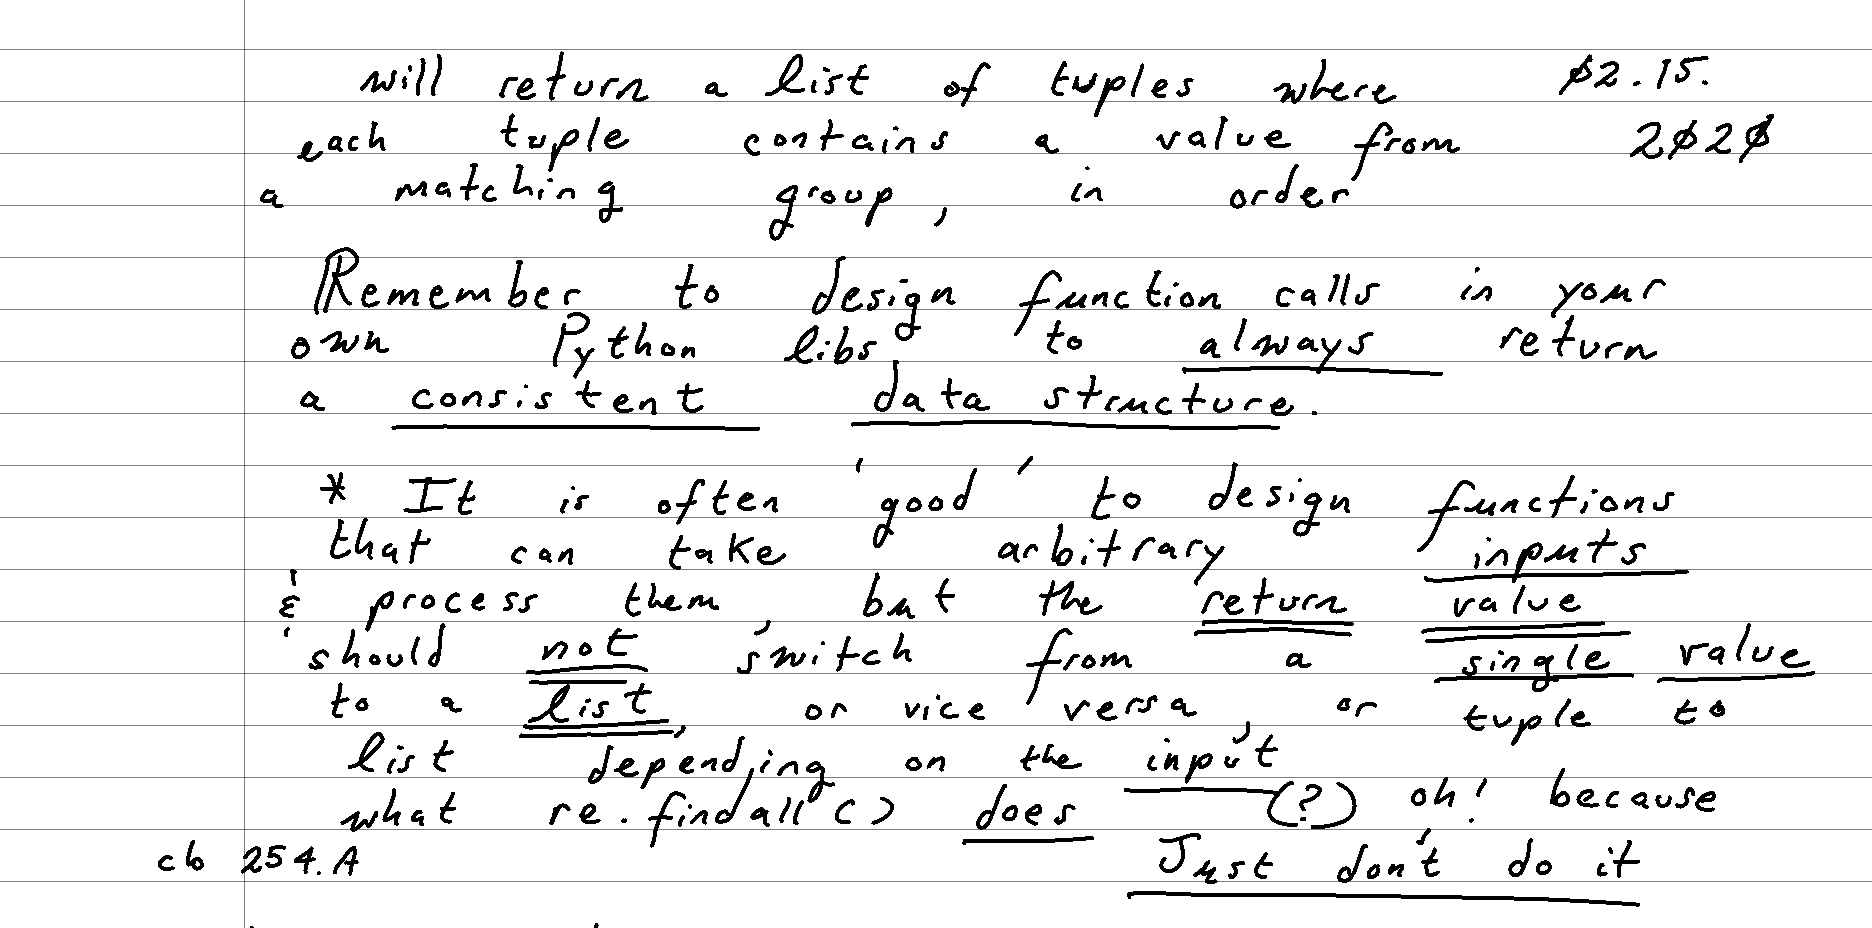 will return a list of tuples where 02.15.
each tuple contains a value from 2020
a matching group, in order
Remember to design function calls in your
own Python libs to always return
a consistent data structure.
* It is often 'good' to design functions
that can take arbitrary inputs
& process them, but the return value
should not switch from a single value
to a list, or vice versa, or tuple to
list depending on the input
what re.findall() does (?) oh! because
cb 254.A Just don't do it